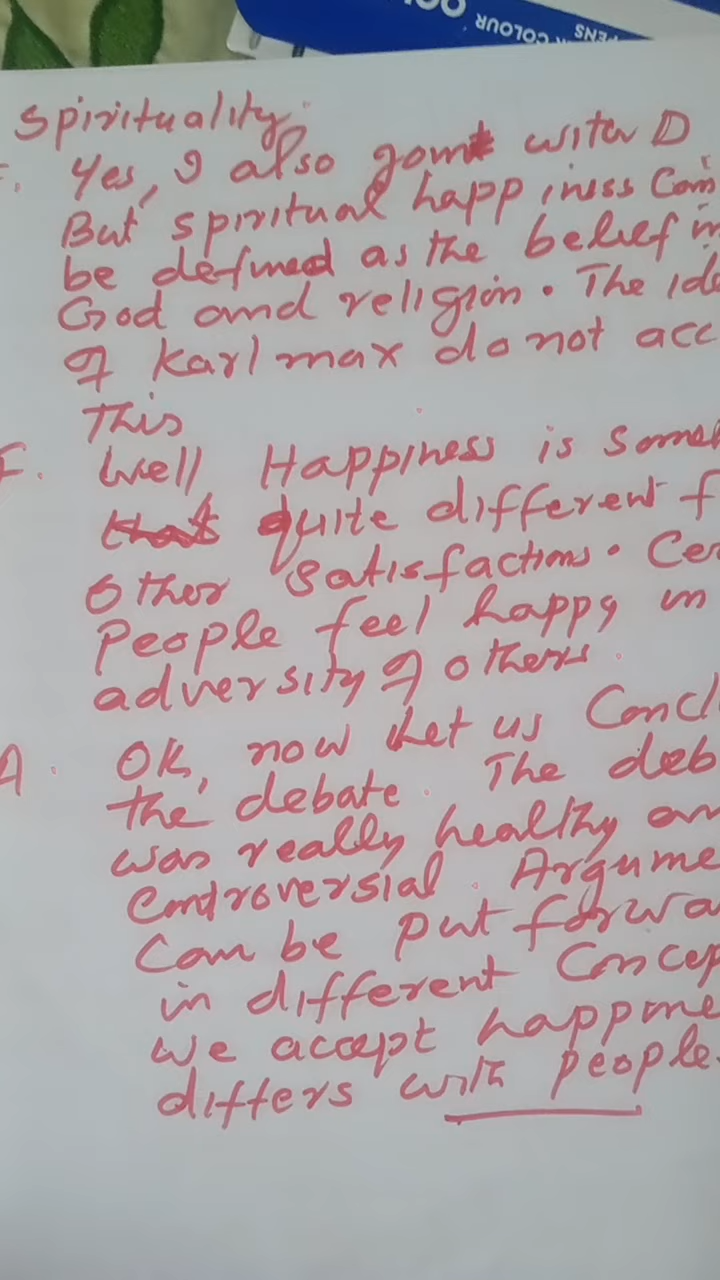 PENS
COLOUR
Spirituality.
Yes, I also with D
But spiritual happiness Can
be defined as the belief in
God and religion. The ide
of Karl max do not acc
This
F. Well Happiness is Some
quite different f
Other Satisfactions. Cer
People feel happy in
adversity of others.
A. OK, now Let us Concl
the debate. The deb
was really healthy an
Controversial. Argume
Can be put forwa
in different Concep
We accept happine
differs with people.